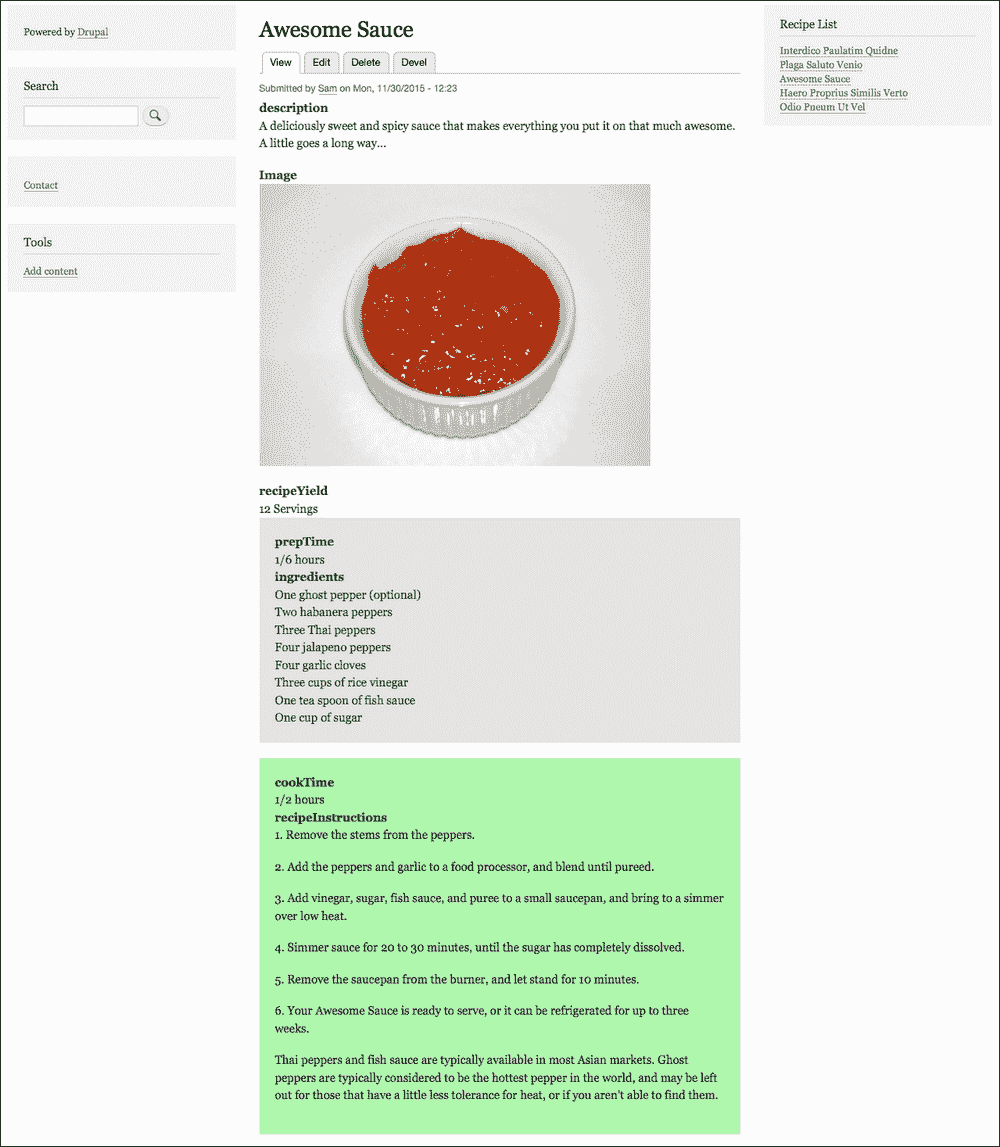 Powered by Drupal
Search
Contact
Tools
Add content
Awesome Sauce
View Edit Delete Devel
Submitted by Sam on Mon, 11/30/2015 - 12:23
description
A deliciously sweet and spicy sauce that makes everything you put it on that much awesome.
A little goes a long way...
Image
recipeYield
12 Servings
prepTime
1/6 hours
ingredients
One ghost pepper (optional)
Two habanera peppers
Three Thai peppers
Four jalapeno peppers
Four garlic cloves
Three cups of rice vinegar
One tea spoon of fish sauce
One cup of sugar
cookTime
1/2 hours
recipeInstructions
1. Remove the stems from the peppers.
2. Add the peppers and garlic to a food processor, and blend until pureed.
3. Add vinegar, sugar, fish sauce, and puree to a small saucepan, and bring to a simmer
over low heat.
4. Simmer sauce for 20 to 30 minutes, until the sugar has completely dissolved.
5. Remove the saucepan from the burner, and let stand for 10 minutes.
6. Your Awesome Sauce is ready to serve, or it can be refrigerated for up to three
weeks.
Thai peppers and fish sauce are typically available in most Asian markets. Ghost
peppers are typically considered to be the hottest pepper in the world, and may be left
out for those that have a little less tolerance for heat, or if you aren't able to find them.
Recipe List
Interdico Paulatim Quidne
Plaga Saluto Venio
Awesome Sauce
Haero Proprius Similis Verto
Odio Pneum Ut Vel